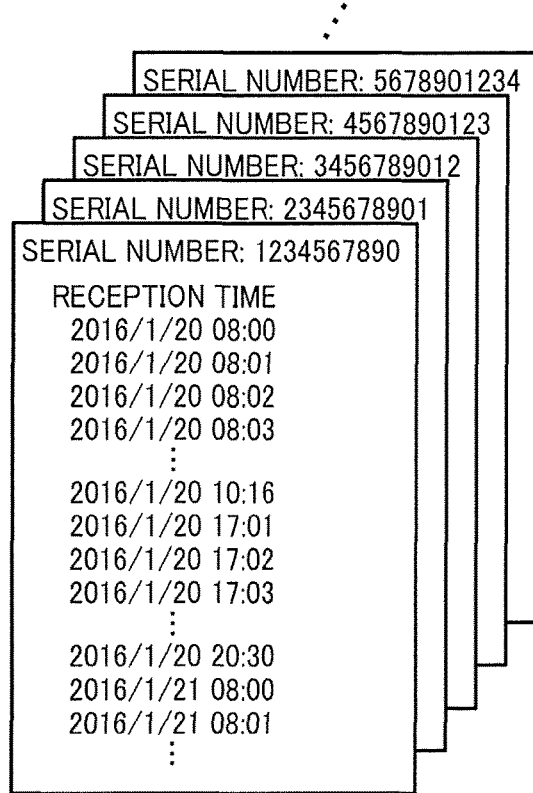 ⋰
SERIAL NUMBER: 5678901234
SERIAL NUMBER: 4567890123
SERIAL NUMBER: 3456789012
SERIAL NUMBER: 2345678901
SERIAL NUMBER: 1234567890
RECEPTION TIME
2016/1/20 08:00
2016/1/20 08:01
2016/1/20 08:02
2016/1/20 08:03
⋮
2016/1/20 10:16
2016/1/20 17:01
2016/1/20 17:02
2016/1/20 17:03
⋮
2016/1/20 20:30
2016/1/21 08:00
2016/1/21 08:01
⋮